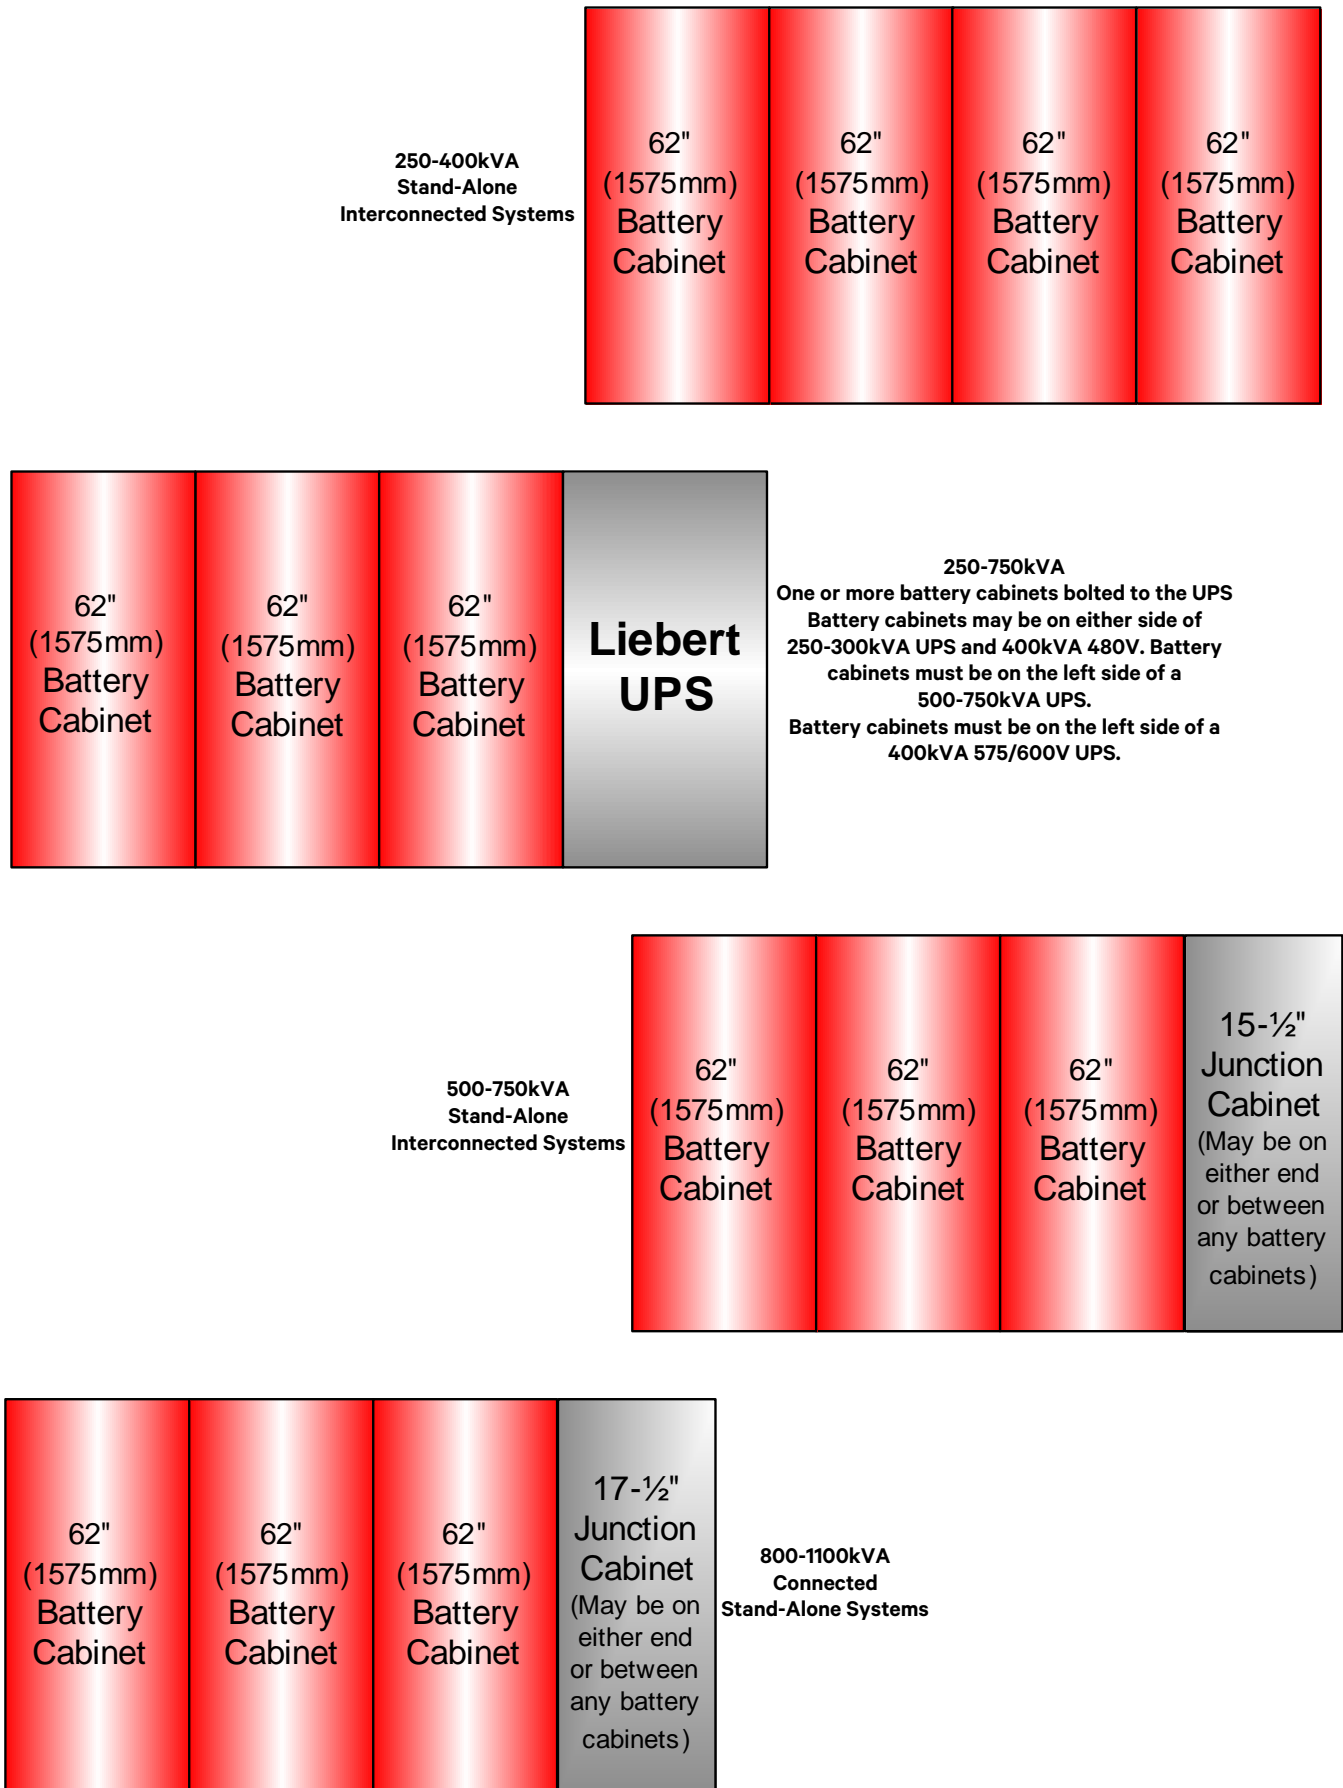 250-400kVA
Stand-Alone
Interconnected Systems
62"
(1575mm)
Battery
Cabinet
62"
(1575mm)
Battery
Cabinet
62"
(1575mm)
Battery
Cabinet
62"
(1575mm)
Battery
Cabinet
62"
(1575mm)
Battery
Cabinet
62"
(1575mm)
Battery
Cabinet
62"
(1575mm)
Battery
Cabinet
Liebert
UPS
250-750kVA
One or more battery cabinets bolted to the UPS
Battery cabinets may be on either side of
250-300kVA UPS and 400kVA 480V. Battery
cabinets must be on the left side of a
500-750kVA UPS.
Battery cabinets must be on the left side of a
400kVA 575/600V UPS.
500-750kVA
Stand-Alone
Interconnected Systems
62"
(1575mm)
Battery
Cabinet
62"
(1575mm)
Battery
Cabinet
62"
(1575mm)
Battery
Cabinet
15-½"
Junction
Cabinet
(May be on
either end
or between
any battery
cabinets)
62"
(1575mm)
Battery
Cabinet
62"
(1575mm)
Battery
Cabinet
62"
(1575mm)
Battery
Cabinet
17-½"
Junction
Cabinet
(May be on
either end
or between
any battery
cabinets)
800-1100kVA
Connected
Stand-Alone Systems